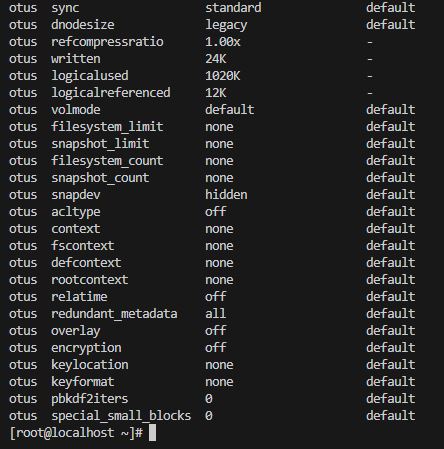 otus  sync                  standard            default
otus  dnodesize             legacy              default
otus  refcompressratio      1.00x               -
otus  written               24K                 -
otus  logicalused           1020K               -
otus  logicalreferenced     12K                 -
otus  volmode               default             default
otus  filesystem_limit      none                default
otus  snapshot_limit        none                default
otus  filesystem_count      none                default
otus  snapshot_count        none                default
otus  snapdev               hidden              default
otus  acltype               off                 default
otus  context               none                default
otus  fscontext             none                default
otus  defcontext            none                default
otus  rootcontext           none                default
otus  relatime              off                 default
otus  redundant_metadata    all                 default
otus  overlay               off                 default
otus  encryption            off                 default
otus  keylocation           none                default
otus  keyformat             none                default
otus  pbkdf2iters           0                   default
otus  special_small_blocks  0                   default
[root@localhost ~]#